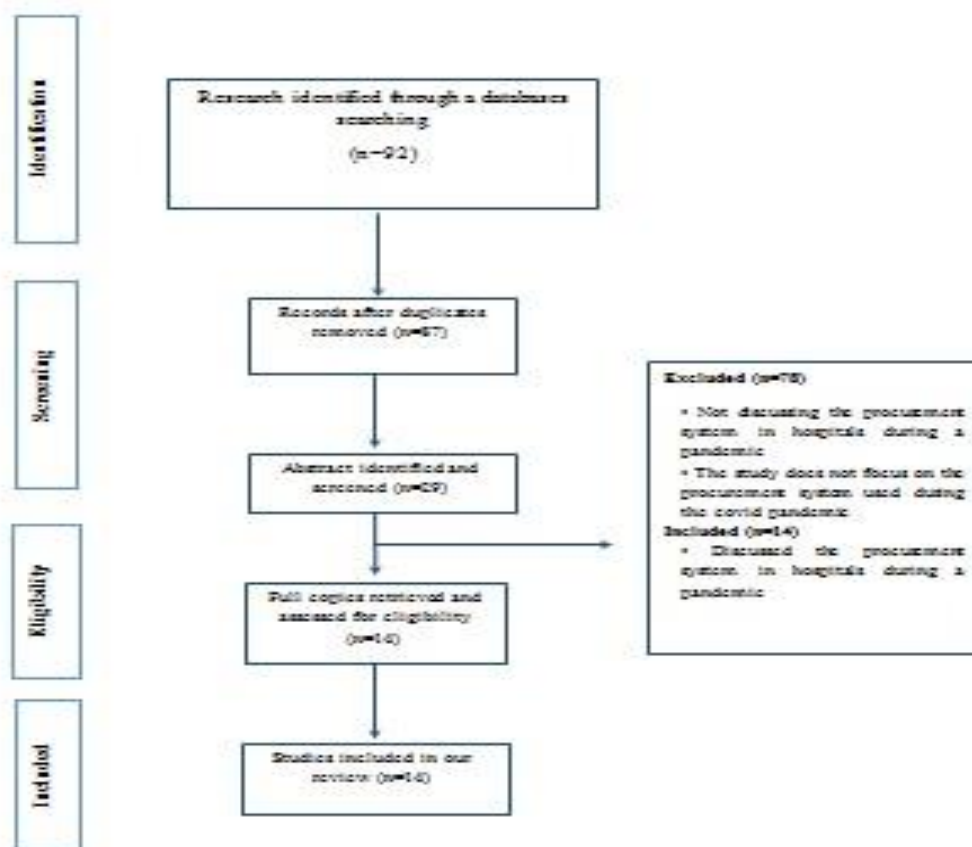 Identification
Research identified through a databases
searching
(n=92)
Screening
Records after duplicates
removed (n=87)
Abstract identified and
screened (n=29)
Excluded (n=78)
• Not discussing the procurement
system in hospitals during a
pandemic
• The study does not focus on the
procurement system used during
the covid pandemic
Included (n=14)
• Discussed the procurement
system in hospitals during a
pandemic
Eligibility
Full copies retrieved and
assessed for eligibility
(n=14)
Included
Studies included in our
review (n=14)